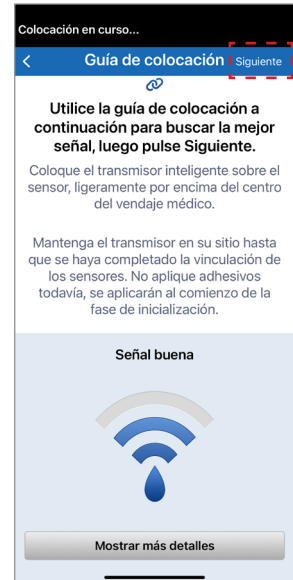 Colocación en curso...
Guía de colocación Siguiente
Utilice la guía de colocación a
continuación para buscar la mejor
señal, luego pulse Siguiente.
Coloque el transmisor inteligente sobre el
sensor, ligeramente por encima del centro
del vendaje médico.
Mantenga el transmisor en su sitio hasta
que se haya completado la vinculación de
los sensores. No aplique adhesivos
todavía, se aplicarán al comienzo de la
fase de inicialización.
Señal buena
Mostrar más detalles